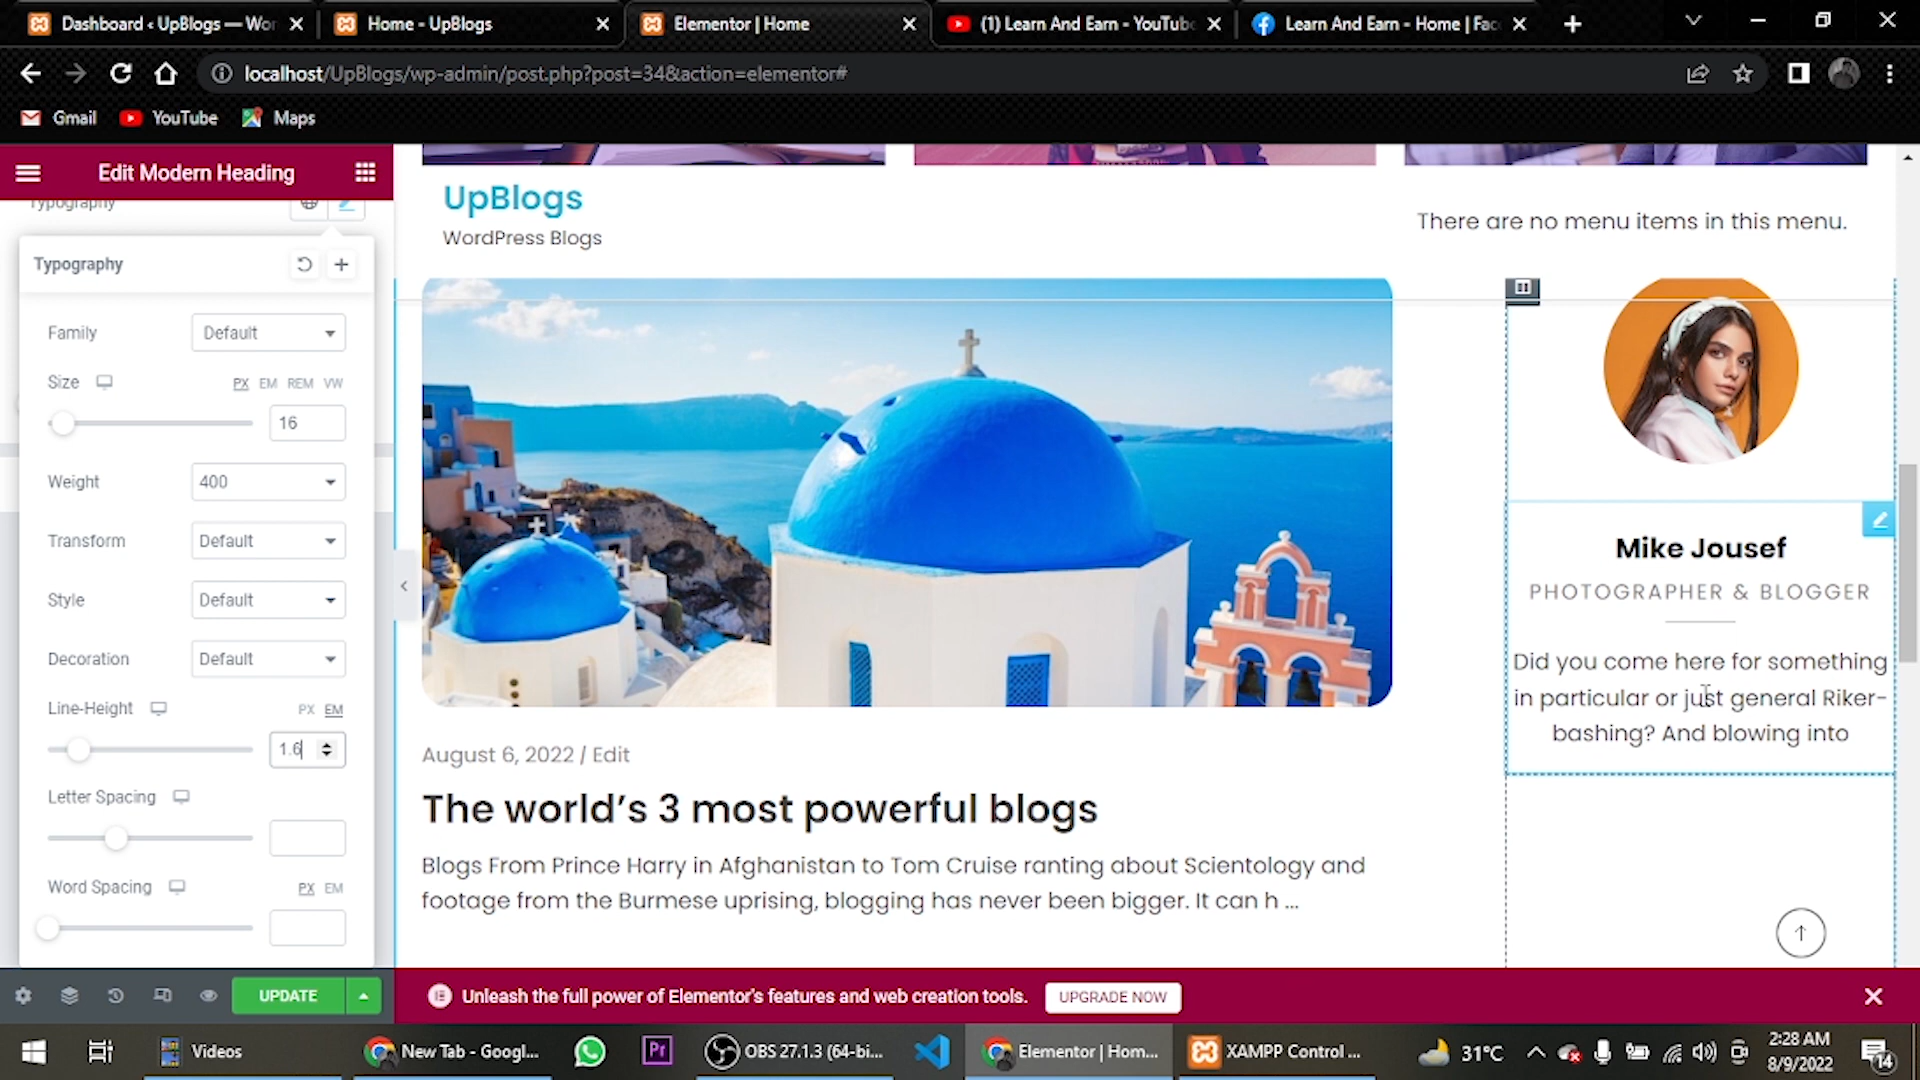 Dashboard ‹ UpBlogs — Wor
Home - UpBlogs
Elementor | Home
(1) Learn And Earn - YouTube
Learn And Earn - Home | Fac
localhost/UpBlogs/wp-admin/post.php?post=34&action=elementor#
Gmail
YouTube
Maps
Edit Modern Heading
Typography
Typography
Family
Default
Size
PX EM REM VW
16
Weight
400
Transform
Default
Style
Default
Decoration
Default
Line-Height
PX EM
1.6
Letter Spacing
Word Spacing
PX EM
UPDATE
UpBlogs
WordPress Blogs
There are no menu items in this menu.
August 6, 2022 / Edit
The world’s 3 most powerful blogs
Blogs From Prince Harry in Afghanistan to Tom Cruise ranting about Scientology and
footage from the Burmese uprising, blogging has never been bigger. It can h ...
Mike Jousef
PHOTOGRAPHER & BLOGGER
Did you come here for something
in particular or just general Riker-
bashing? And blowing into
Unleash the full power of Elementor's features and web creation tools.
UPGRADE NOW
Videos
New Tab - Googl...
Pr
OBS 27.1.3 (64-bi...
Elementor | Hom...
XAMPP Control ...
31°C
2:28 AM
8/9/2022
14